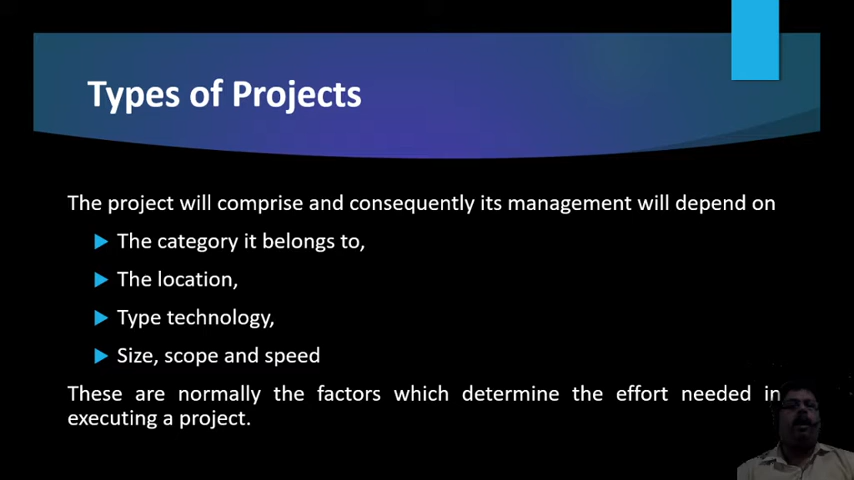 Types of Projects
The project will comprise and consequently its management will depend on
The category it belongs to,
The location,
Type technology,
Size, scope and speed
These are normally the factors which determine the effort needed in
executing a project.